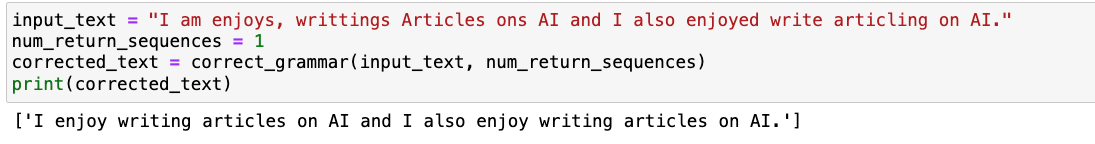 input_text = "I am enjoys, writtings Articles ons AI and I also enjoyed write articling on AI."
num_return_sequences = 1
corrected_text = correct_grammar(input_text, num_return_sequences)
print(corrected_text)
['I enjoy writing articles on AI and I also enjoy writing articles on AI.']